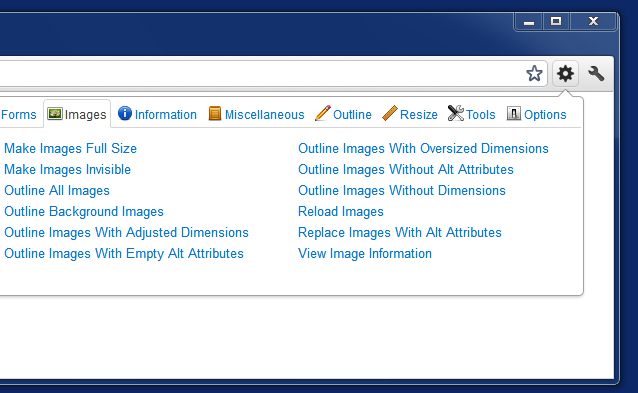 Forms Images Information Miscellaneous Outline Resize Tools Options
Make Images Full Size
Make Images Invisible
Outline All Images
Outline Background Images
Outline Images With Adjusted Dimensions
Outline Images With Empty Alt Attributes
Outline Images With Oversized Dimensions
Outline Images Without Alt Attributes
Outline Images Without Dimensions
Reload Images
Replace Images With Alt Attributes
View Image Information